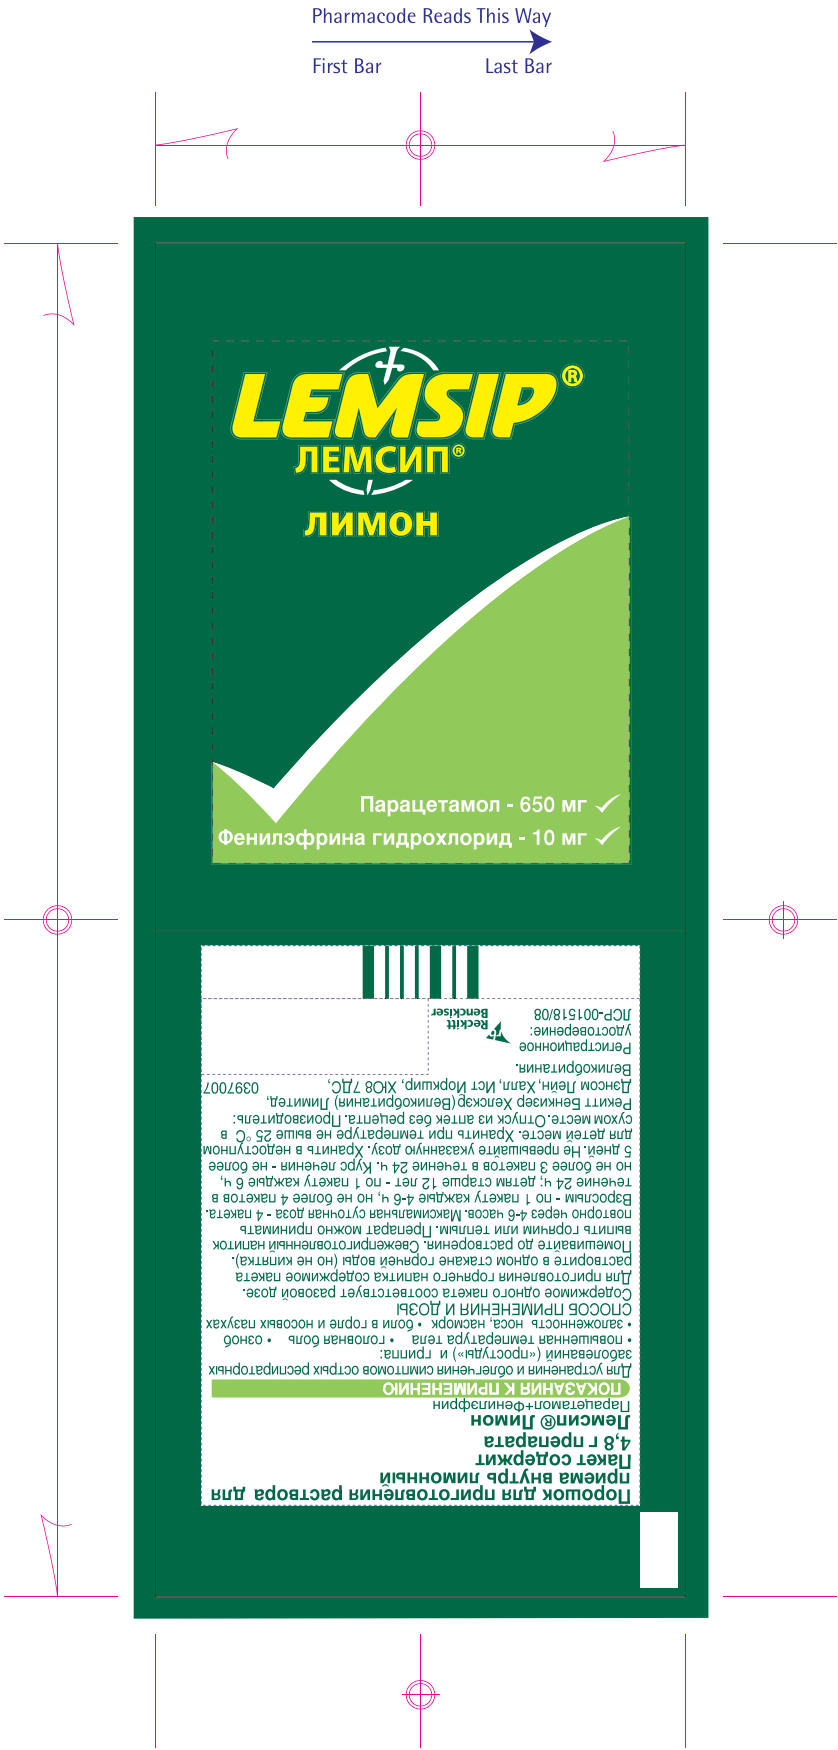 Pharmacode Reads This Way
First Bar Last Bar
LEMSIP®
ЛЕМСИП®
ЛИМОН
Парацетамол - 650 мг
Фенилэфрина гидрохлорид - 10 мг
Порошок для приготовления раствора для
приема внутрь лимонный
Пакет содержит
4,8 г препарата
Лемсип® Лимон
Парацетамол+Фенилэфрин
ПОКАЗАНИЯ К ПРИМЕНЕНИЮ
Для устранения и облегчения симптомов острых респираторных
заболеваний («простуды») и гриппа:
• повышенная температура тела • головная боль • озноб
• заложенность носа, насморк • боли в горле и носовых пазухах
СПОСОБ ПРИМЕНЕНИЯ И ДОЗЫ
Содержимое одного пакета соответствует разовой дозе.
Для приготовления горячего напитка содержимое пакета
растворите в одном стакане горячей воды (но не кипятка).
Помешивайте до растворения. Свежеприготовленный напиток
выпить горячим или теплым. Препарат можно принимать
повторно через 4-6 часов. Максимальная суточная доза - 4 пакета.
Взрослым - по 1 пакету каждые 4-6 ч, но не более 4 пакетов в
течение 24 ч; детям старше 12 лет - по 1 пакету каждые 6 ч,
но не более 3 пакетов в течение 24 ч. Курс лечения - не более
5 дней. Не превышайте указанную дозу. Хранить в недоступном
для детей месте. Хранить при температуре не выше 25 °С в
сухом месте. Отпуск из аптек без рецепта. Производитель:
Рекитт Бенкизер Хелскэр (Великобритания) Лимитед,
Дэнсом Лейн, Халл, Ист Йоркшир, ХЮ8 7ДС, 0397007
Великобритания.
Регистрационное
удостоверение:
ЛСР-001518/08
Reckitt
Benckiser